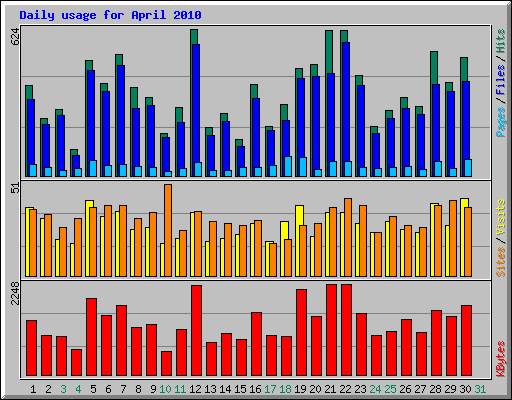 Daily usage for April 2010
624
Pages / Files / Hits
51
Sites / Visits
2248
KBytes
1 2 3 4 5 6 7 8 9 10 11 12 13 14 15 16 17 18 19 20 21 22 23 24 25 26 27 28 29 30 31